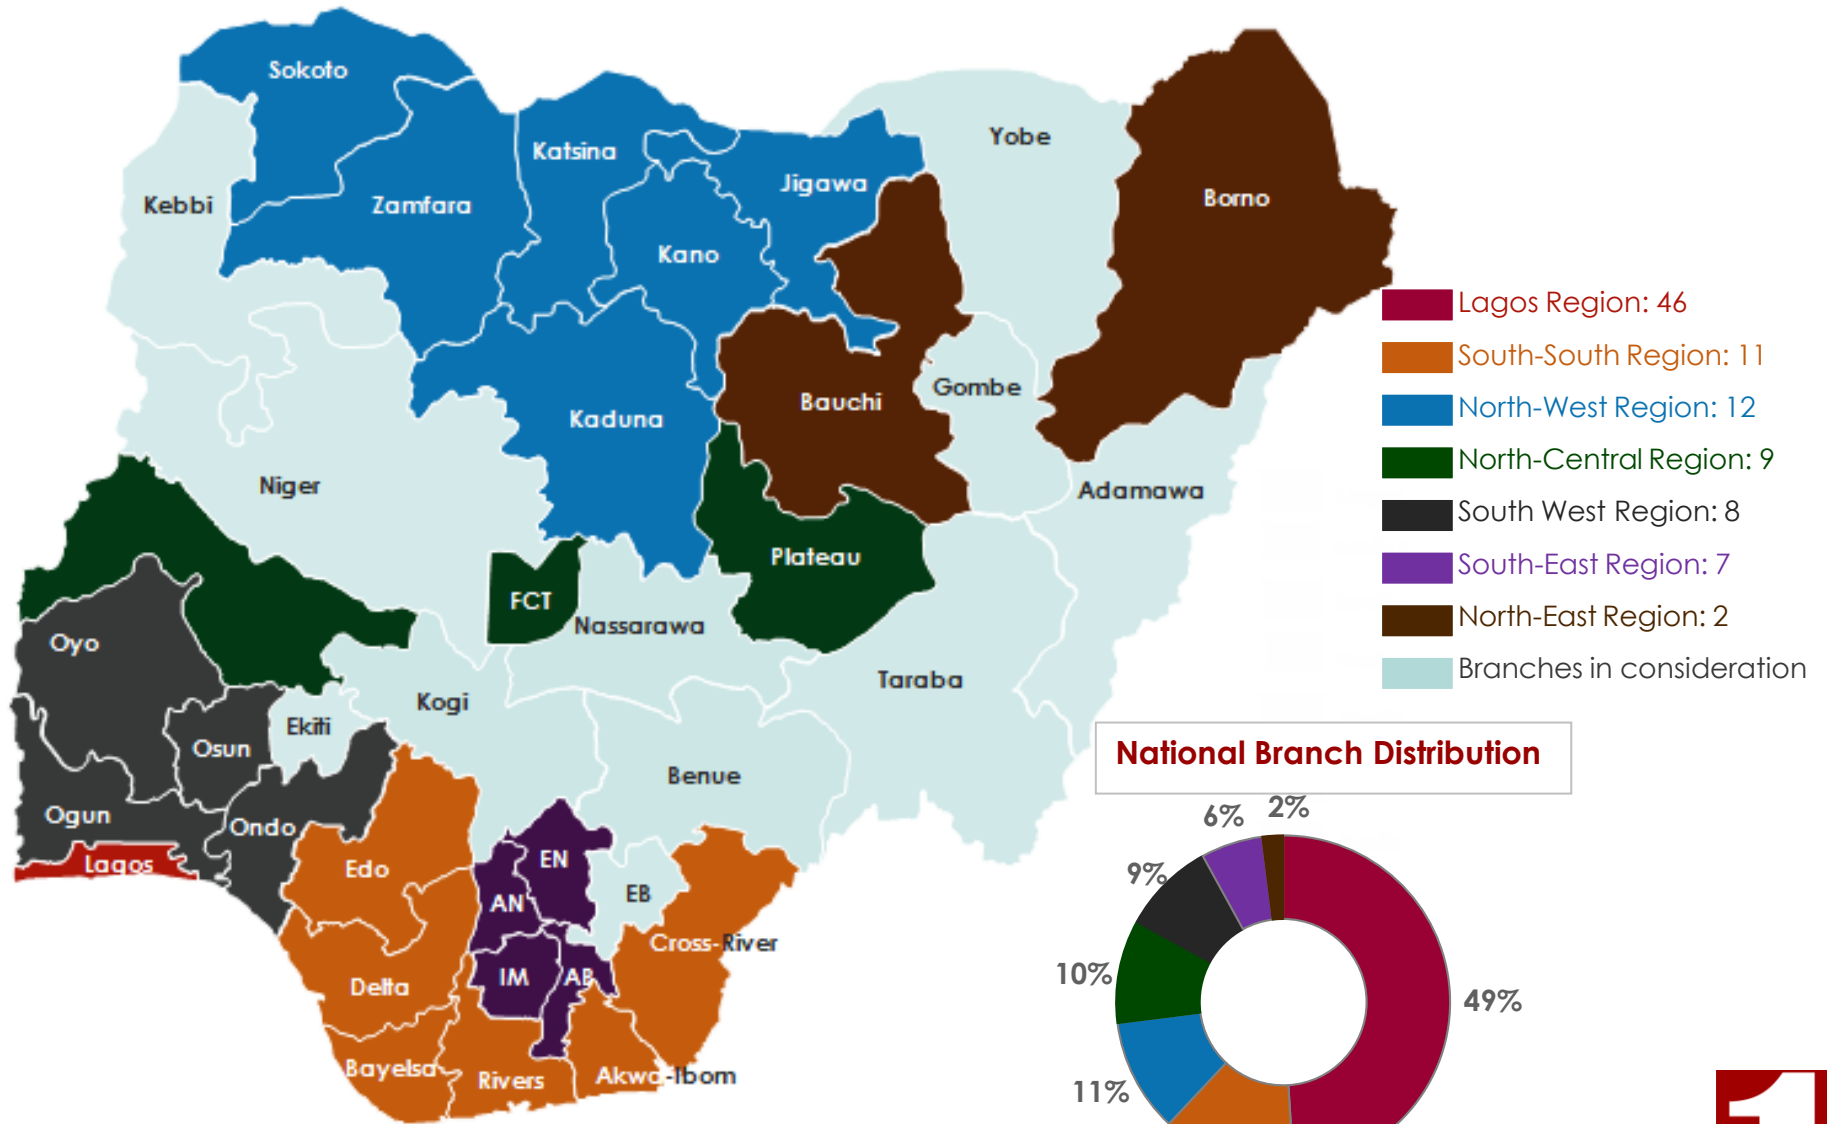 Sokoto
Yobe
Katsina
Jigawa
Kebbi
Zamfara
Borno
Kano
Lagos Region: 46
South-South Region: 11
North-West Region: 12
North-Central Region: 9
South West Region: 8
South-East Region: 7
North-East Region: 2
Branches in consideration
Gombe
Bauchi
Kaduna
Niger
Adamawa
Plateau
FCT
Nassarawa
Oyo
Taraba
Kogi
Ekiti
Osun
Benue
Ogun
Ondo
Lagos
Edo
EN
AN
EB
Cross-River
IM
AB
Delta
Bayelsa
Rivers
Akwa-Ibom
National Branch Distribution
6%
2%
9%
10%
49%
11%